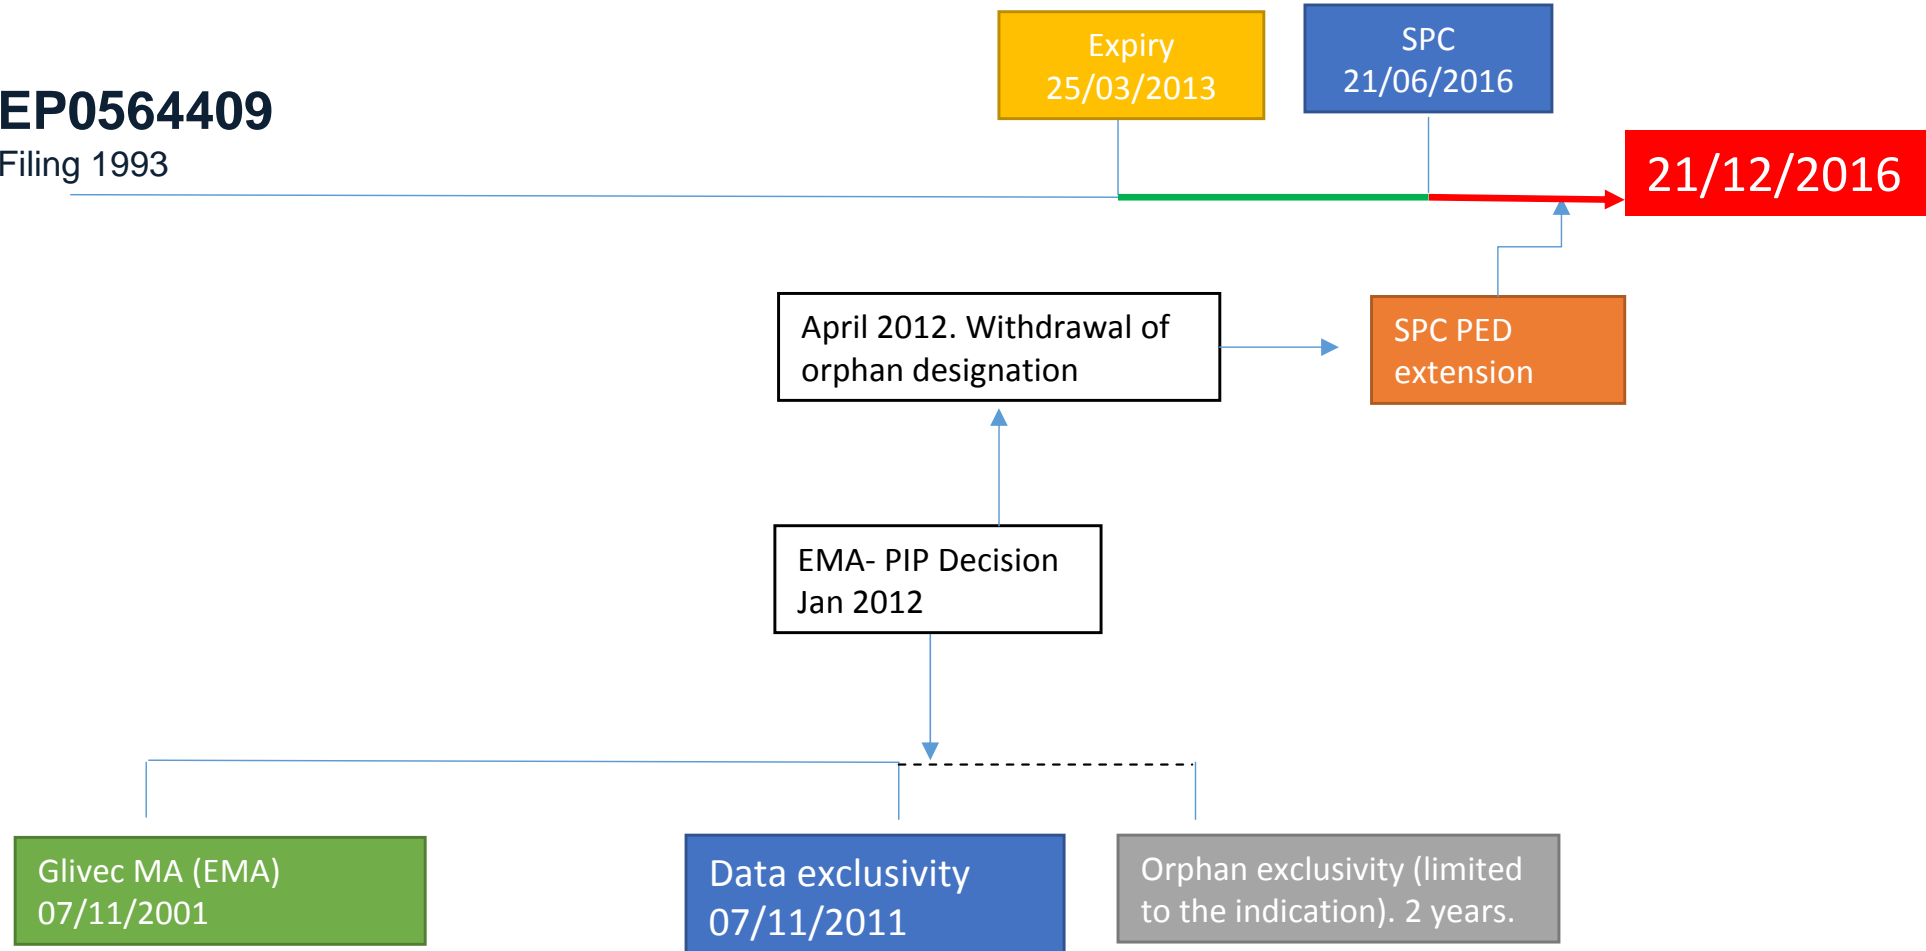 EP0564409
Filing 1993
Expiry
25/03/2013
SPC
21/06/2016
21/12/2016
April 2012. Withdrawal of
orphan designation
SPC PED
extension
EMA- PIP Decision
Jan 2012
Glivec MA (EMA)
07/11/2001
Data exclusivity
07/11/2011
Orphan exclusivity (limited
to the indication). 2 years.